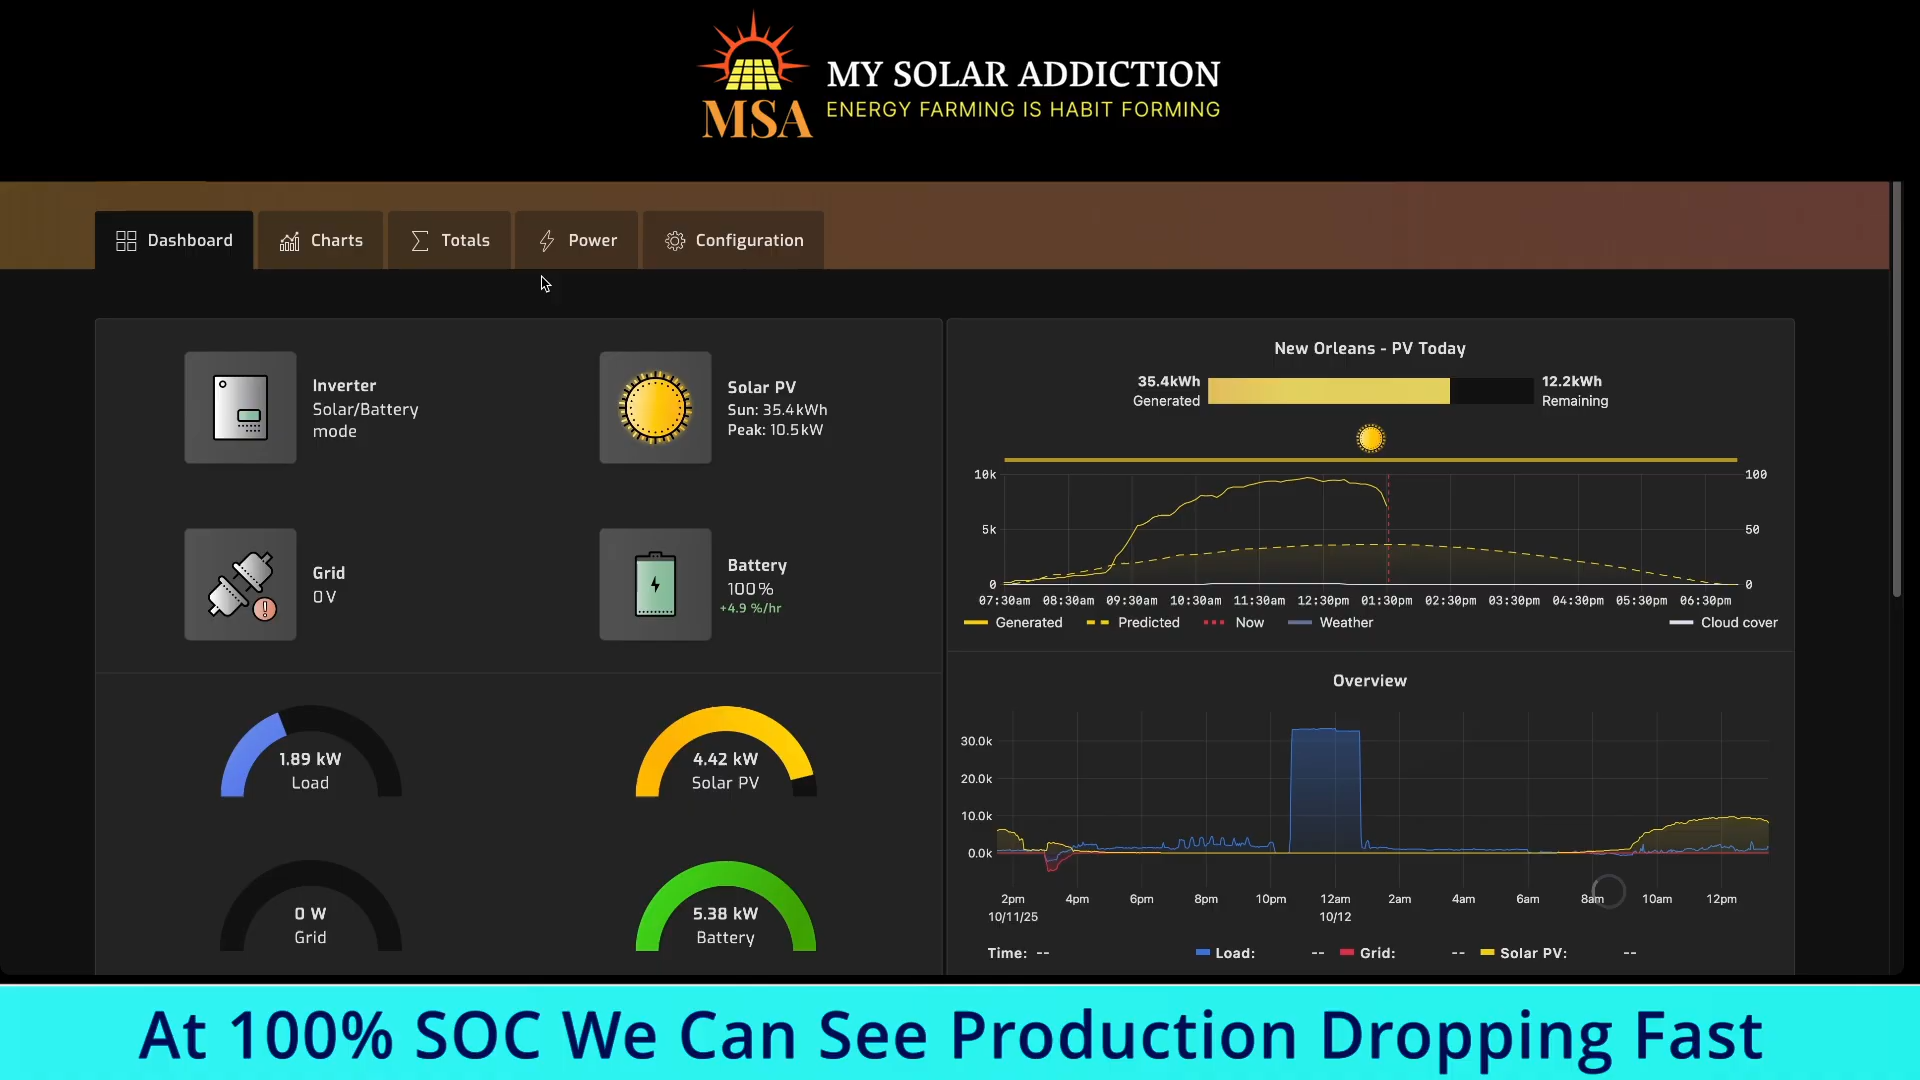 MY SOLAR ADDICTION
MSA
ENERGY FARMING IS HABIT FORMING
Dashboard
Charts
Totals
Power
Configuration
Inverter
Solar/Battery
mode
Solar PV
Sun: 35.4kWh
Peak: 10.5kW
Grid
0V
!
Battery
100%
+4.9 %/hr
1.89 kW
Load
4.42 kW
Solar PV
0 W
Grid
5.38 kW
Battery
New Orleans - PV Today
35.4kWh
Generated
12.2kWh
Remaining
10k
5k
0
100
50
0
07:30am 08:30am 09:30am 10:30am 11:30am 12:30pm 01:30pm 02:30pm 03:30pm 04:30pm 05:30pm 06:30pm
Generated Predicted Now Weather Cloud cover
Overview
30.0k
20.0k
10.0k
0.0k
2pm 4pm 6pm 8pm 10pm 12am 2am 4am 6am 8am 10am 12pm
10/11/25 10/12
Time: -- Load: -- Grid: -- Solar PV: --
At 100% SOC We Can See Production Dropping Fast